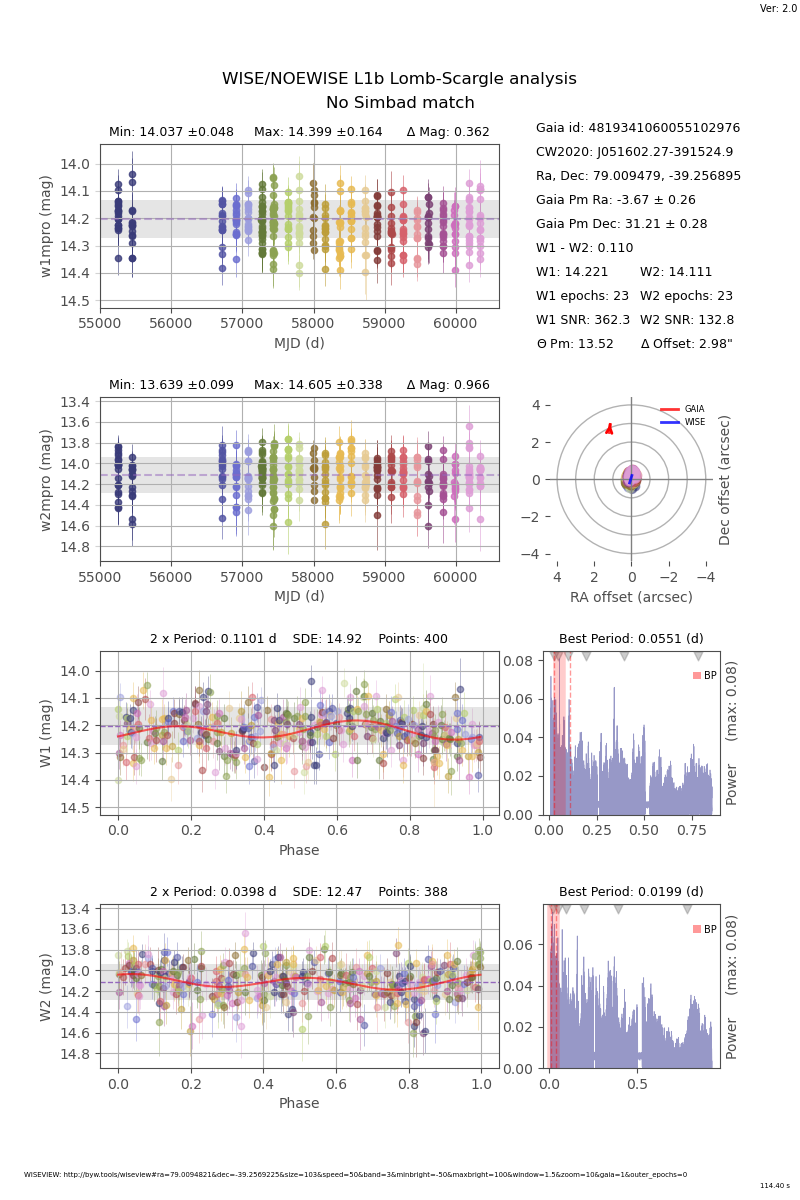 Ver: 2.0
WISE/NOEWISE L1b Lomb-Scargle analysis
No Simbad match
Min: 14.037 ±0.048 Max: 14.399 ±0.164 Δ Mag: 0.362
14.0
14.1
14.2
14.3
14.4
14.5
w1mpro (mag)
55000 56000 57000 58000 59000 60000
MJD (d)
Gaia id: 4819341060055102976
CW2020: J051602.27-391524.9
Ra, Dec: 79.009479, -39.256895
Gaia Pm Ra: -3.67 ± 0.26
Gaia Pm Dec: 31.21 ± 0.28
W1 - W2: 0.110
W1: 14.221 W2: 14.111
W1 epochs: 23 W2 epochs: 23
W1 SNR: 362.3 W2 SNR: 132.8
Θ Pm: 13.52 Δ Offset: 2.98"
Min: 13.639 ±0.099 Max: 14.605 ±0.338 Δ Mag: 0.966
13.4
13.6
13.8
14.0
14.2
14.4
14.6
14.8
w2mpro (mag)
55000 56000 57000 58000 59000 60000
MJD (d)
GAIA
WISE
4
2
0
−2
−4
4 2 0 −2 −4
RA offset (arcsec)
Dec offset (arcsec)
2 x Period: 0.1101 d SDE: 14.92 Points: 400
14.0
14.1
14.2
14.3
14.4
14.5
W1 (mag)
0.0 0.2 0.4 0.6 0.8 1.0
Phase
Best Period: 0.0551 (d)
BP
0.08
0.06
0.04
0.02
0.00
0.00 0.25 0.50 0.75
Power (max: 0.08)
2 x Period: 0.0398 d SDE: 12.47 Points: 388
13.4
13.6
13.8
14.0
14.2
14.4
14.6
14.8
W2 (mag)
0.0 0.2 0.4 0.6 0.8 1.0
Phase
Best Period: 0.0199 (d)
BP
0.06
0.04
0.02
0.00
0.0 0.5
Power (max: 0.08)
WISEVIEW: http://byw.tools/wiseview#ra=79.0094821&dec=-39.2569225&size=103&speed=50&band=3&minbright=-50&maxbright=100&window=1.5&zoom=10&gaia=1&outer_epochs=0
114.40 s